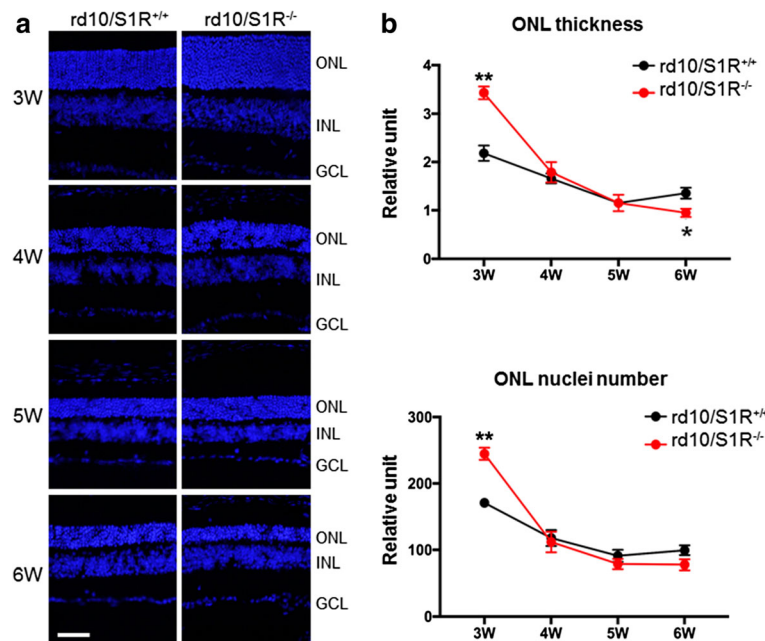 a
rd10/S1R+/+ rd10/S1R-/-
3W
ONL
INL
GCL
4W
ONL
INL
GCL
5W
ONL
INL
GCL
6W
ONL
INL
GCL
b
ONL thickness
Relative unit
4
3
2
1
0
**
*
rd10/S1R+/+
rd10/S1R-/-
3W 4W 5W 6W
ONL nuclei number
Relative unit
300
200
100
0
**
rd10/S1R+/+
rd10/S1R-/-
3W 4W 5W 6W